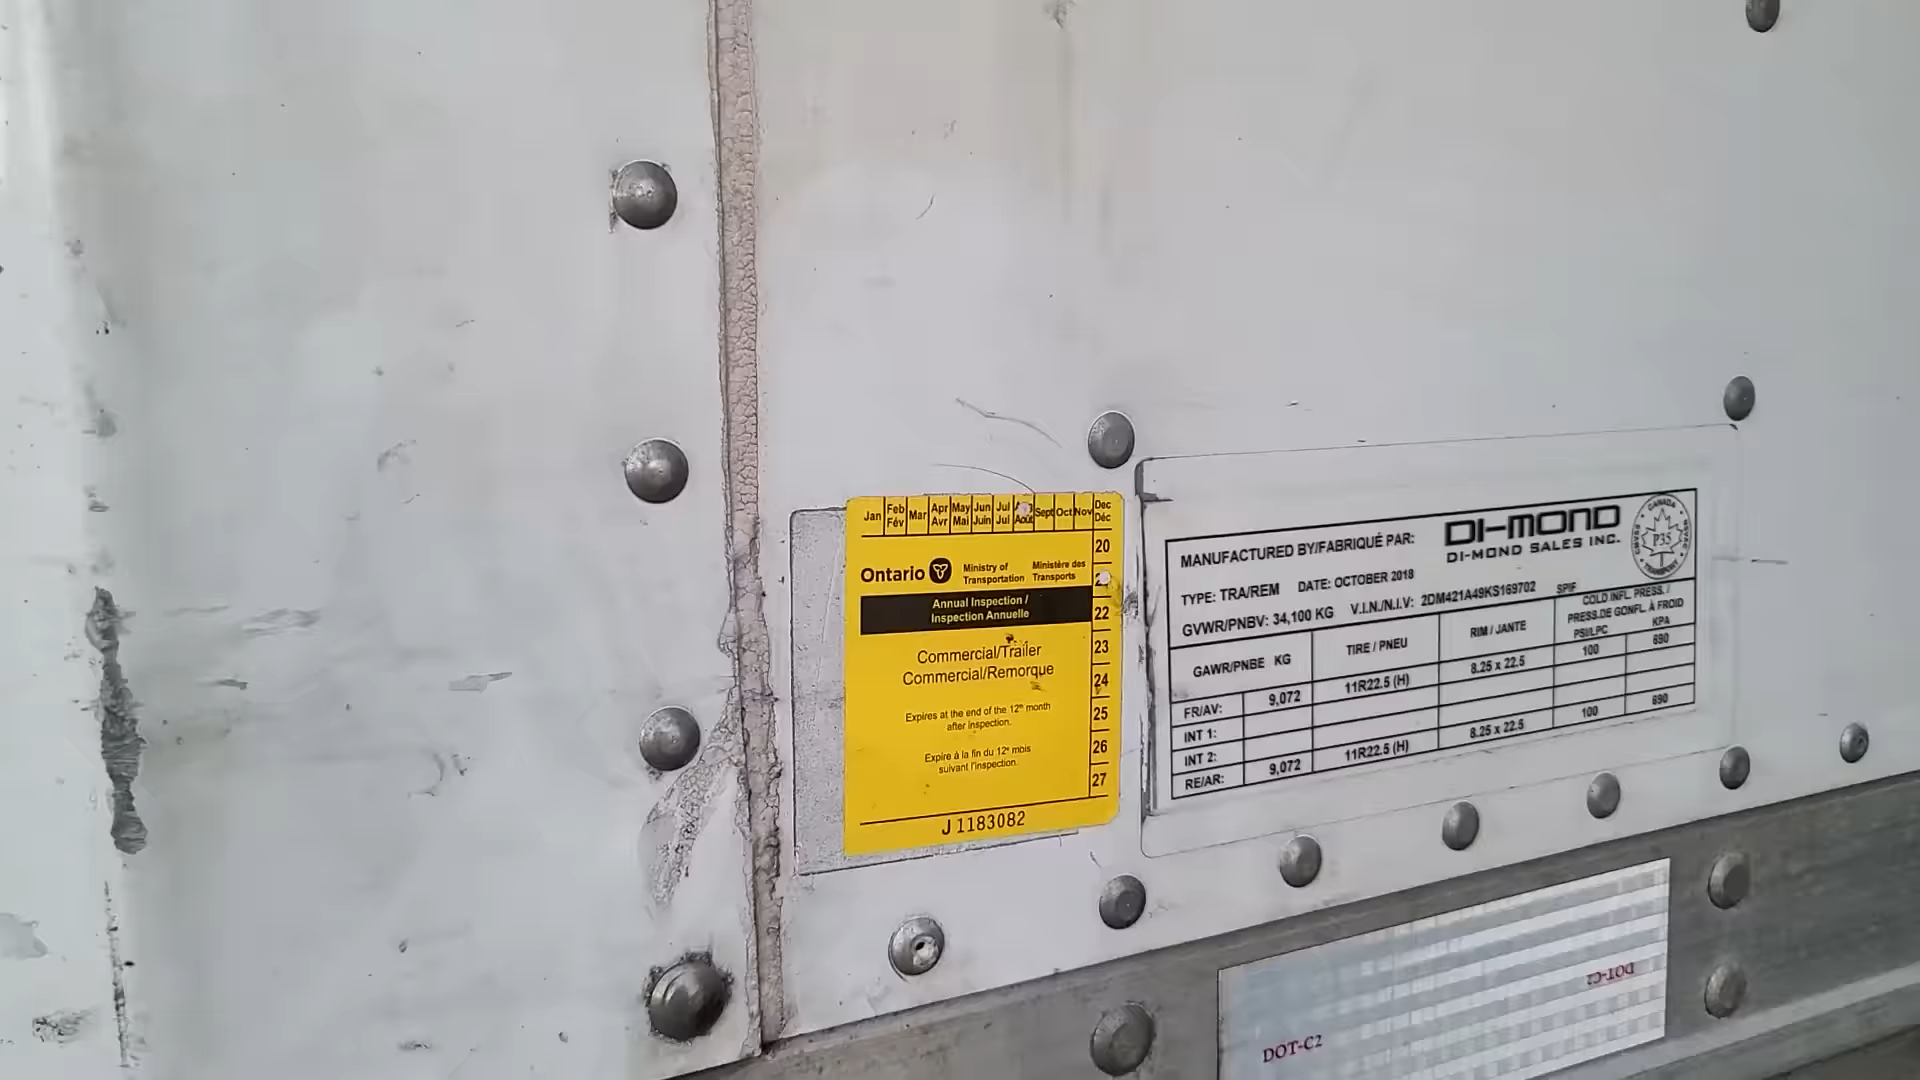 Jan Feb Mar Apr May Jun Jul Sept Oct Nov Dec
Fév Avr Mai Juin Jul Août Déc
20
Ontario Ministry of Transportation Ministère des Transports
Annual Inspection /
Inspection Annuelle
22
Commercial/Trailer
Commercial/Remorque
23
24
Expires at the end of the 12th month
after inspection.
25
Expire à la fin du 12e mois
suivant l'inspection.
26
27
J 1183082
MANUFACTURED BY/FABRIQUÉ PAR: DI-MOND
DI-MOND SALES INC.
CANADA
P35
TRANSPORT
TYPE: TRA/REM DATE: OCTOBER 2018
GVWR/PNBV: 34,100 KG V.I.N./N.I.V: 2DM421A49KS169702 SPIF
GAWR/PNBE KG TIRE / PNEU RIM / JANTE COLD INFL. PRESS. /
PRESS.DE GONFL. À FROID
PSI/LPC KPA
FR/AV: 9,072 11R22.5 (H) 8.25 x 22.5 100 690
INT 1:
INT 2:
RE/AR: 9,072 11R22.5 (H) 8.25 x 22.5 100 690
DOT-C2
DOT-C2